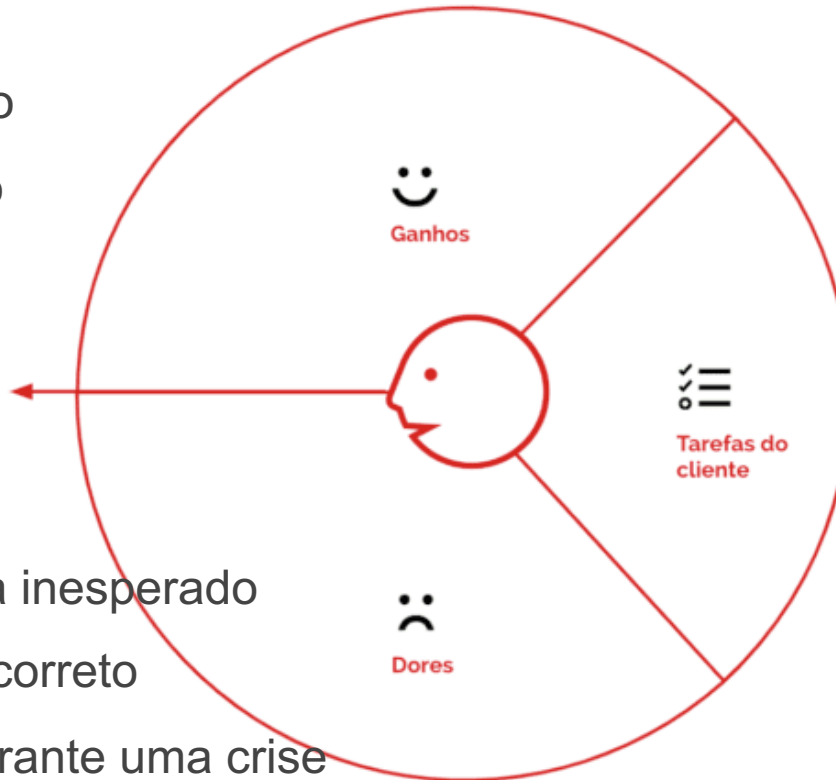 o
o
Ganhos
Tarefas do
cliente
a inesperado
correto
Dores
rante uma crise